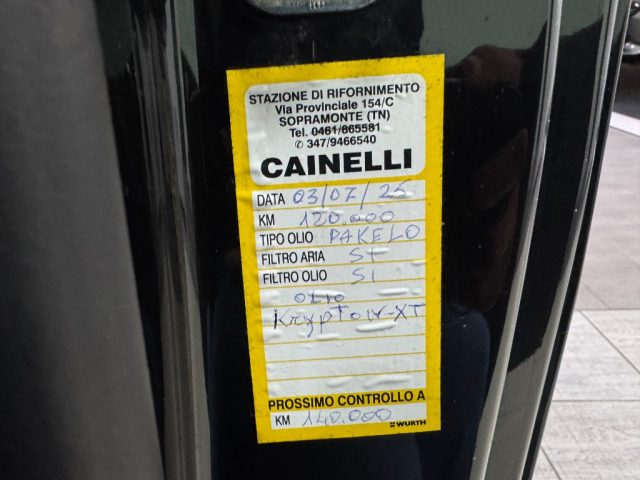 STAZIONE DI RIFORNIMENTO
Via Provinciale 154/C
SOPRAMONTE (TN)
Tel. 0461/865581
✆ 347/9466540
CAINELLI
DATA 03/07/25
KM 120.000
TIPO OLIO PAKELO
FILTRO ARIA SI
FILTRO OLIO SI
OLIO
KRYPTON-XT
PROSSIMO CONTROLLO A
KM 140.000
WÜRTH